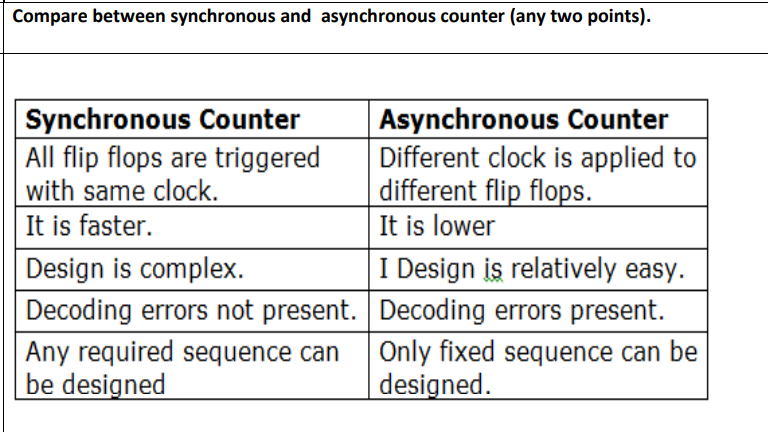 Compare between synchronous and  asynchronous counter (any two points).
Synchronous Counter
Asynchronous Counter
All flip flops are triggered
with same clock.
Different clock is applied to
different flip flops.
It is faster.
It is lower
Design is complex.
I Design is relatively easy.
Decoding errors not present.
Decoding errors present.
Any required sequence can
be designed
Only fixed sequence can be
designed.